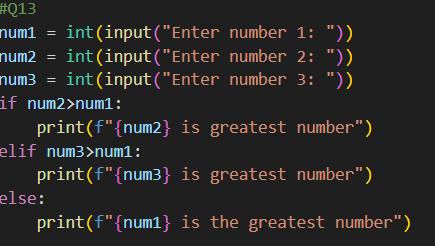 #Q13
num1 = int(input("Enter number 1: "))
num2 = int(input("Enter number 2: "))
num3 = int(input("Enter number 3: "))
if num2>num1:
    print(f"{num2} is greatest number")
elif num3>num1:
    print(f"{num3} is greatest number")
else:
    print(f"{num1} is the greatest number")